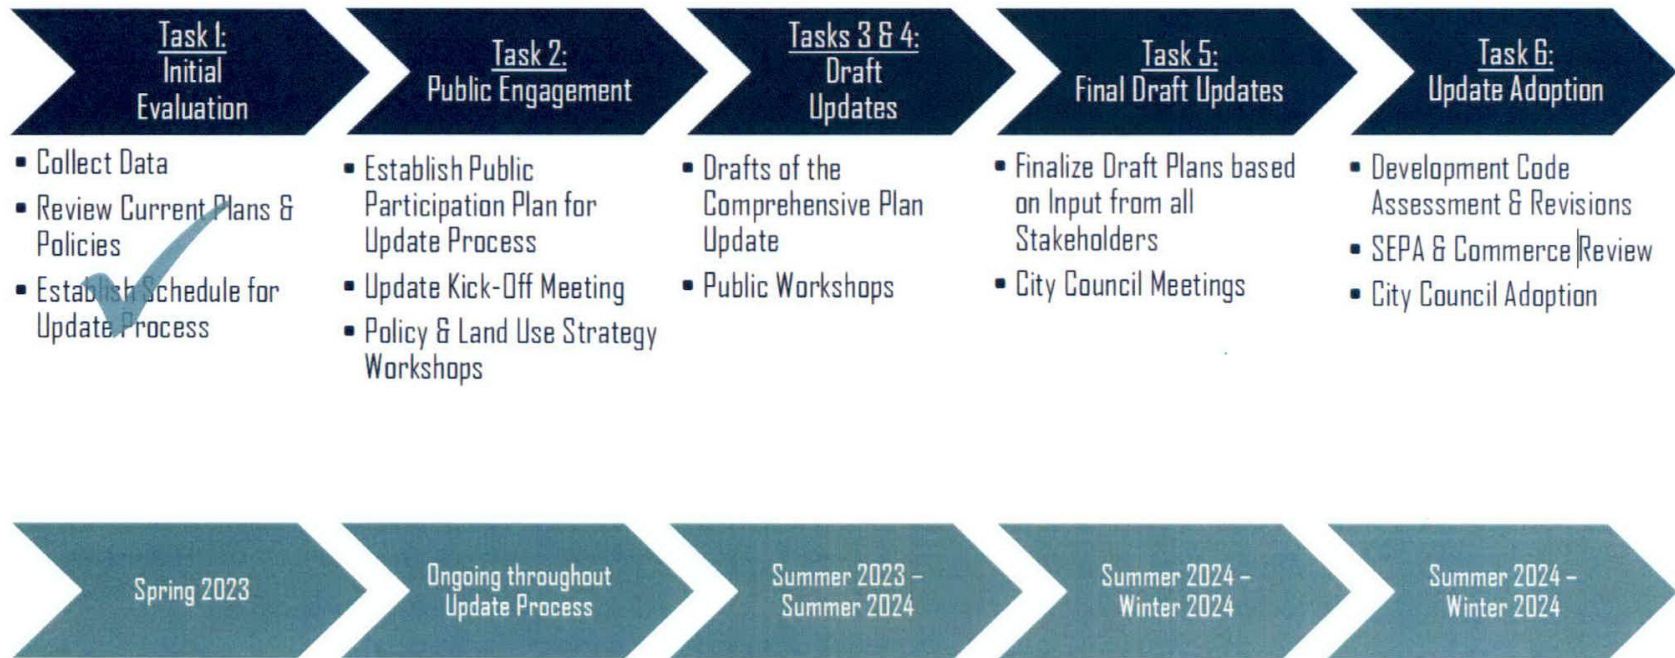 Task 1:
Initial
Evaluation
▪ Collect Data
▪ Review Current Plans &
Policies
▪ Establish Schedule for
Update Process
Task 2:
Public Engagement
▪ Establish Public
Participation Plan for
Update Process
▪ Update Kick-Off Meeting
▪ Policy & Land Use Strategy
Workshops
Tasks 3 & 4:
Draft
Updates
▪ Drafts of the
Comprehensive Plan
Update
▪ Public Workshops
Task 5:
Final Draft Updates
▪ Finalize Draft Plans based
on Input from all
Stakeholders
▪ City Council Meetings
Task 6:
Update Adoption
▪ Development Code
Assessment & Revisions
▪ SEPA & Commerce Review
▪ City Council Adoption
Spring 2023
Ongoing throughout
Update Process
Summer 2023 –
Summer 2024
Summer 2024 –
Winter 2024
Summer 2024 –
Winter 2024